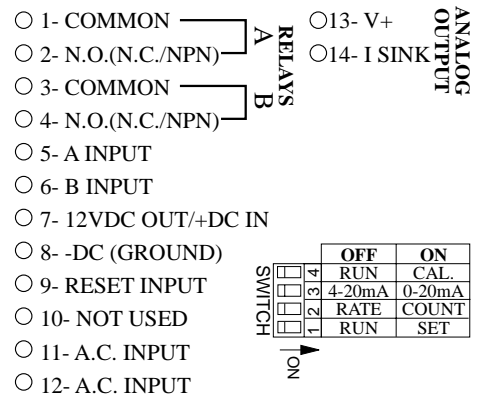 1- COMMON
2- N.O.(N.C./NPN)
3- COMMON
4- N.O.(N.C./NPN)
A
B
RELAYS
5- A INPUT
6- B INPUT
7- 12VDC OUT/+DC IN
8- -DC (GROUND)
9- RESET INPUT
10- NOT USED
11- A.C. INPUT
12- A.C. INPUT
13- V+
14- I SINK
ANALOG
OUTPUT
SWITCH
OFF ON
4 RUN CAL.
3 4-20mA 0-20mA
2 RATE COUNT
1 RUN SET
ON